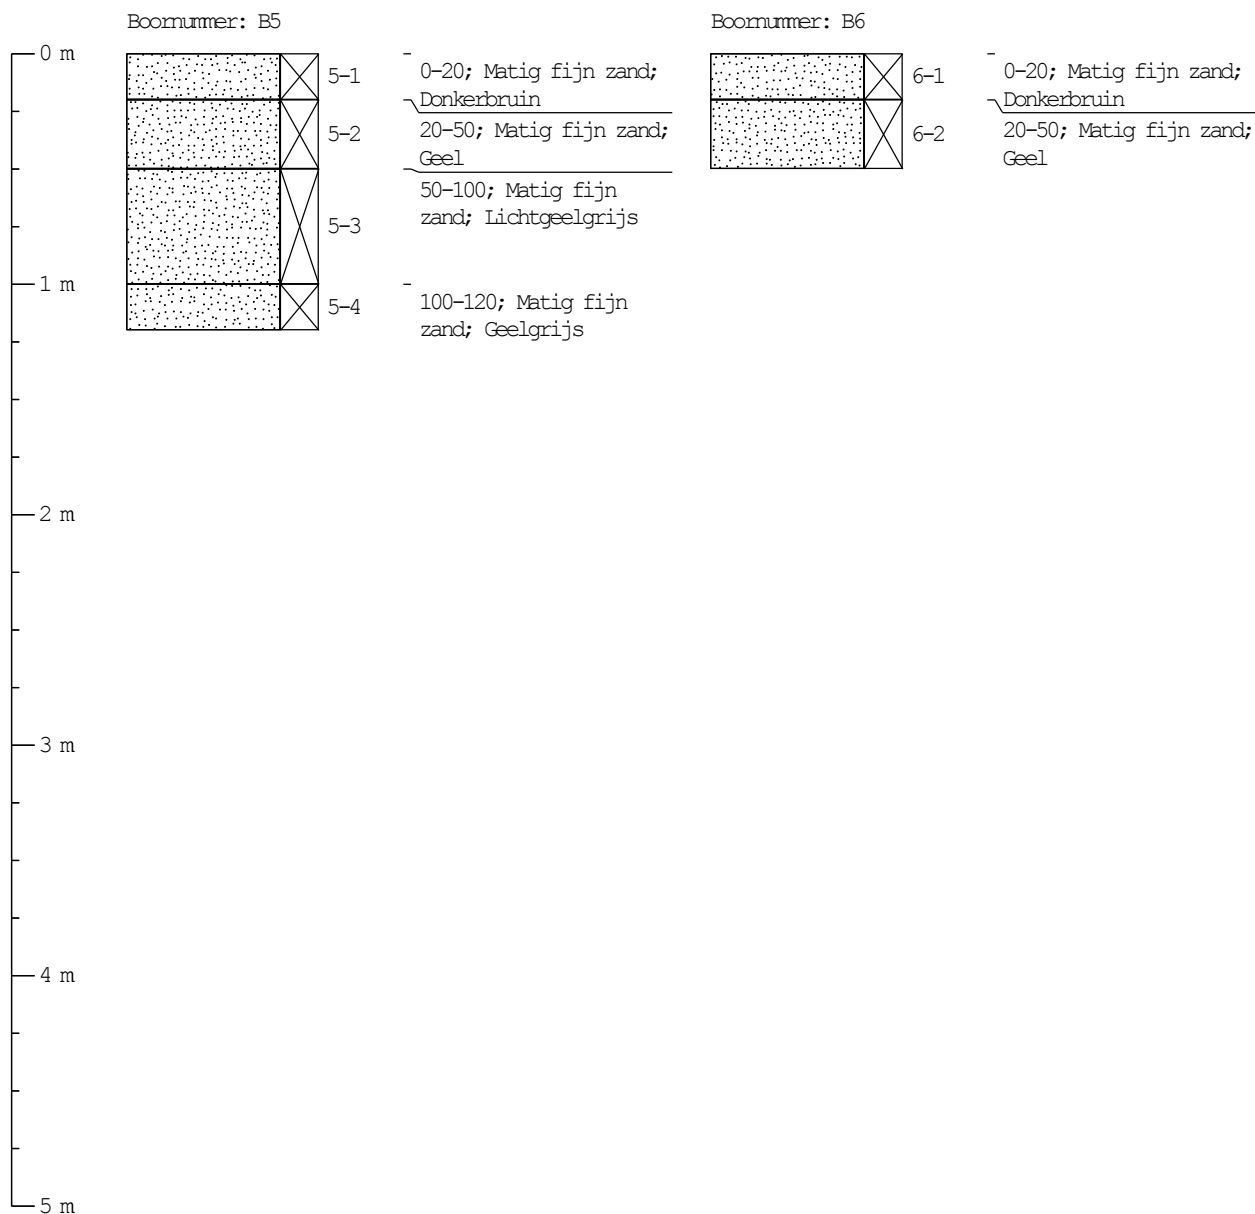 Boornummer: B5
0 m
5-1
0-20; Matig fijn zand;
Donkerbruin
5-2
20-50; Matig fijn zand;
Geel
5-3
50-100; Matig fijn
zand; Lichtgeelgrijs
1 m
5-4
100-120; Matig fijn
zand; Geelgrijs
2 m
3 m
4 m
5 m
Boornummer: B6
6-1
0-20; Matig fijn zand;
Donkerbruin
6-2
20-50; Matig fijn zand;
Geel